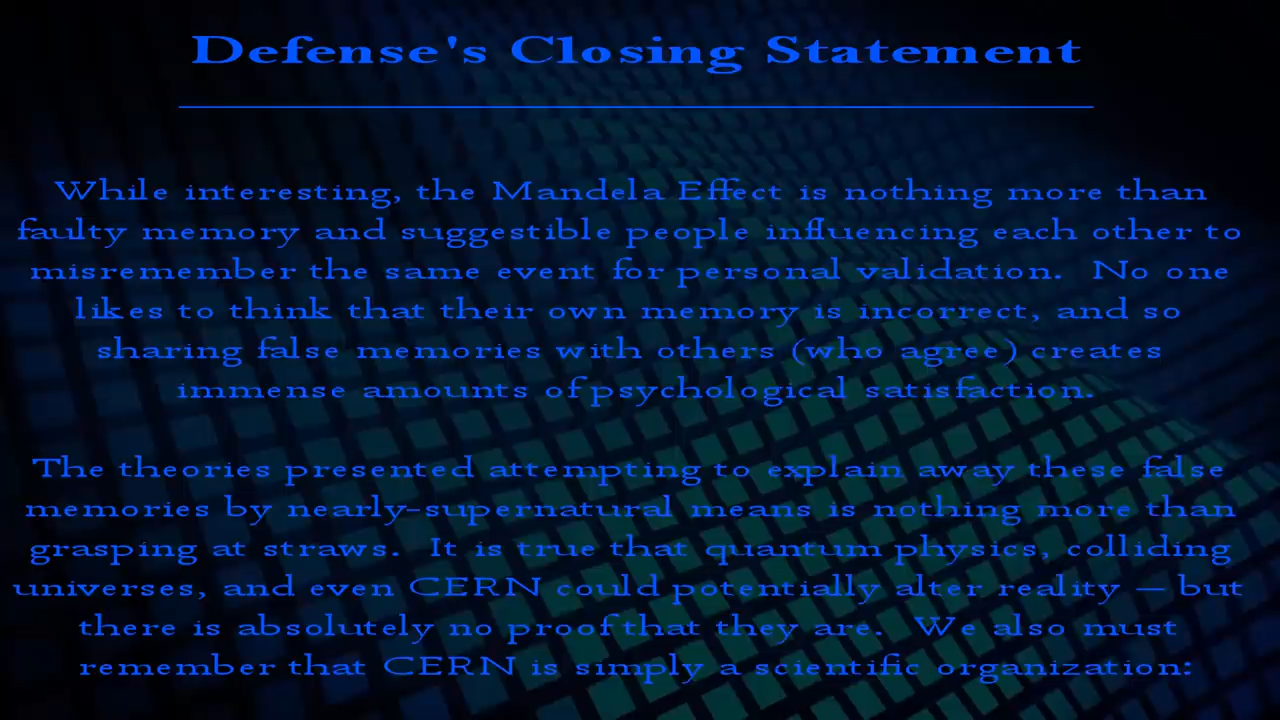 Defense's Closing Statement
While interesting, the Mandela Effect is nothing more than
faulty memory and suggestible people influencing each other to
misremember the same event for personal validation.  No one
likes to think that their own memory is incorrect, and so
sharing false memories with others (who agree) creates
immense amounts of psychological satisfaction.
The theories presented attempting to explain away these false
memories by nearly-supernatural means is nothing more than
grasping at straws.  It is true that quantum physics, colliding
universes, and even CERN could potentially alter reality — but
there is absolutely no proof that they are.  We also must
remember that CERN is simply a scientific organization: